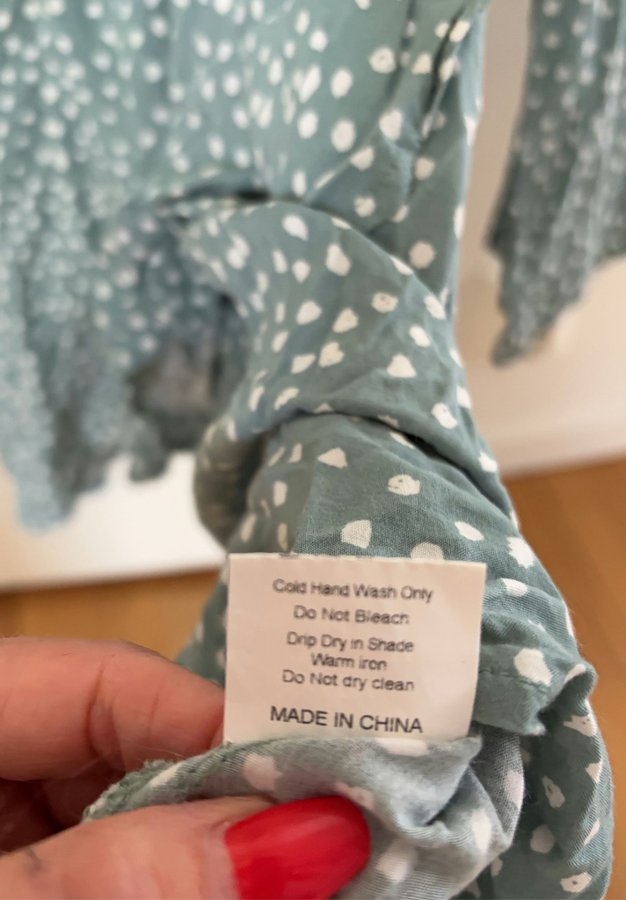 Cold Hand Wash Only
Do Not Bleach
Drip Dry in Shade
Warm iron
Do Not dry clean
MADE IN CHINA